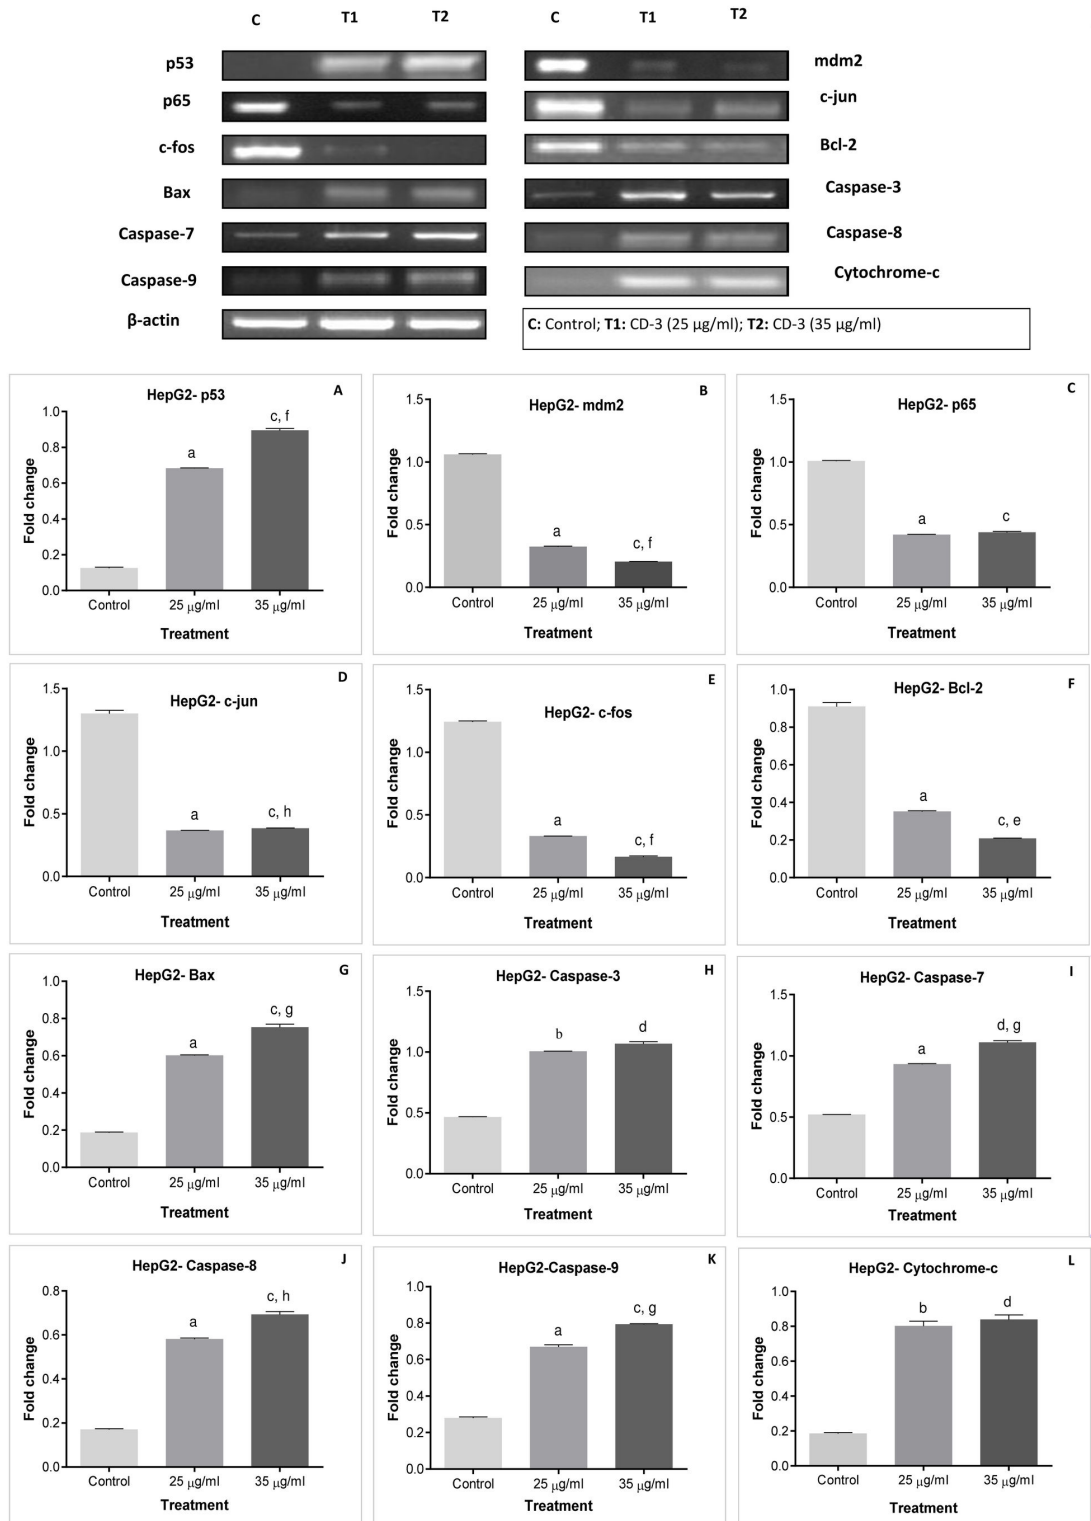 C T1 T2 C T1 T2
p53 mdm2
p65 c-jun
c-fos Bcl-2
Bax Caspase-3
Caspase-7 Caspase-8
Caspase-9 Cytochrome-c
β-actin
C: Control; T1: CD-3 (25 µg/ml); T2: CD-3 (35 µg/ml)
HepG2- p53 A
Fold change
1.0
0.8
0.6
0.4
0.2
0.0
a c, f
Control 25 µg/ml 35 µg/ml
Treatment
HepG2- mdm2 B
Fold change
1.5
1.0
0.5
0.0
a c, f
Control 25 µg/ml 35 µg/ml
Treatment
HepG2- p65 C
Fold change
1.5
1.0
0.5
0.0
a c
Control 25 µg/ml 35 µg/ml
Treatment
HepG2- c-jun D
Fold change
1.5
1.0
0.5
0.0
a c, h
Control 25 µg/ml 35 µg/ml
Treatment
HepG2- c-fos E
Fold change
1.5
1.0
0.5
0.0
a c, f
Control 25 µg/ml 35 µg/ml
Treatment
HepG2- Bcl-2 F
Fold change
1.0
0.8
0.6
0.4
0.2
0.0
a c, e
Control 25 µg/ml 35 µg/ml
Treatment
HepG2- Bax G
Fold change
1.0
0.8
0.6
0.4
0.2
0.0
a c, g
Control 25 µg/ml 35 µg/ml
Treatment
HepG2- Caspase-3 H
Fold change
1.5
1.0
0.5
0.0
b d
Control 25 µg/ml 35 µg/ml
Treatment
HepG2- Caspase-7 I
Fold change
1.5
1.0
0.5
0.0
a d, g
Control 25 µg/ml 35 µg/ml
Treatment
HepG2- Caspase-8 J
Fold change
0.8
0.6
0.4
0.2
0.0
a c, h
Control 25 µg/ml 35 µg/ml
Treatment
HepG2-Caspase-9 K
Fold change
1.0
0.8
0.6
0.4
0.2
0.0
a c, g
Control 25 µg/ml 35 µg/ml
Treatment
HepG2- Cytochrome-c L
Fold change
1.0
0.8
0.6
0.4
0.2
0.0
b d
Control 25 µg/ml 35 µg/ml
Treatment